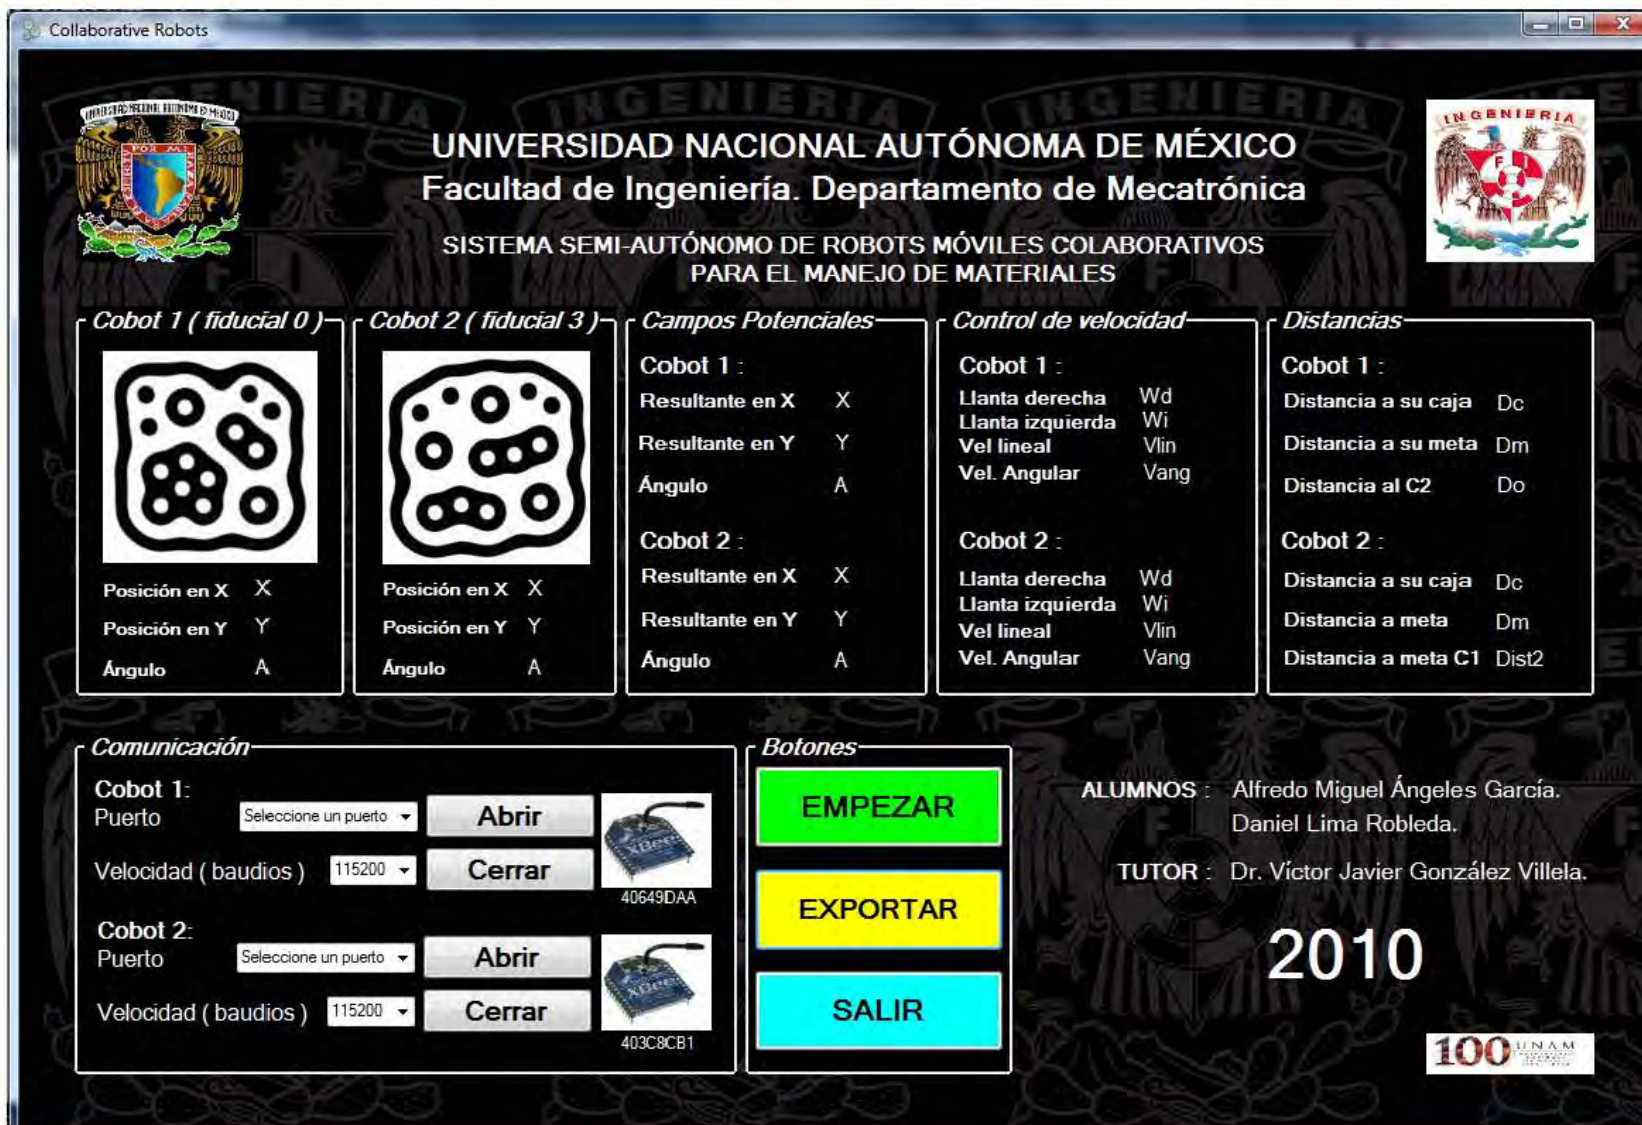 Collaborative Robots
UNIVERSIDAD NACIONAL AUTÓNOMA DE MÉXICO
Facultad de Ingeniería. Departamento de Mecatrónica
SISTEMA SEMI-AUTÓNOMO DE ROBOTS MÓVILES COLABORATIVOS
PARA EL MANEJO DE MATERIALES
INGENIERIA
Cobot 1 ( fiducial 0 )
Posición en X X
Posición en Y Y
Ángulo A
Cobot 2 ( fiducial 3 )
Posición en X X
Posición en Y Y
Ángulo A
Campos Potenciales
Cobot 1 :
Resultante en X X
Resultante en Y Y
Ángulo A
Cobot 2 :
Resultante en X X
Resultante en Y Y
Ángulo A
Control de velocidad
Cobot 1 :
Llanta derecha Wd
Llanta izquierda Wi
Vel lineal Vlin
Vel. Angular Vang
Cobot 2 :
Llanta derecha Wd
Llanta izquierda Wi
Vel lineal Vlin
Vel. Angular Vang
Distancias
Cobot 1 :
Distancia a su caja Dc
Distancia a su meta Dm
Distancia al C2 Do
Cobot 2 :
Distancia a su caja Dc
Distancia a meta Dm
Distancia a meta C1 Dist2
Comunicación
Cobot 1:
Puerto Seleccione un puerto Abrir
Velocidad ( baudios ) 115200 Cerrar
XBee
40649DAA
Cobot 2:
Puerto Seleccione un puerto Abrir
Velocidad ( baudios ) 115200 Cerrar
XBee
403C8CB1
Botones
EMPEZAR
EXPORTAR
SALIR
ALUMNOS : Alfredo Miguel Ángeles García.
Daniel Lima Robleda.
TUTOR : Dr. Víctor Javier González Villela.
2010
100 UNAM